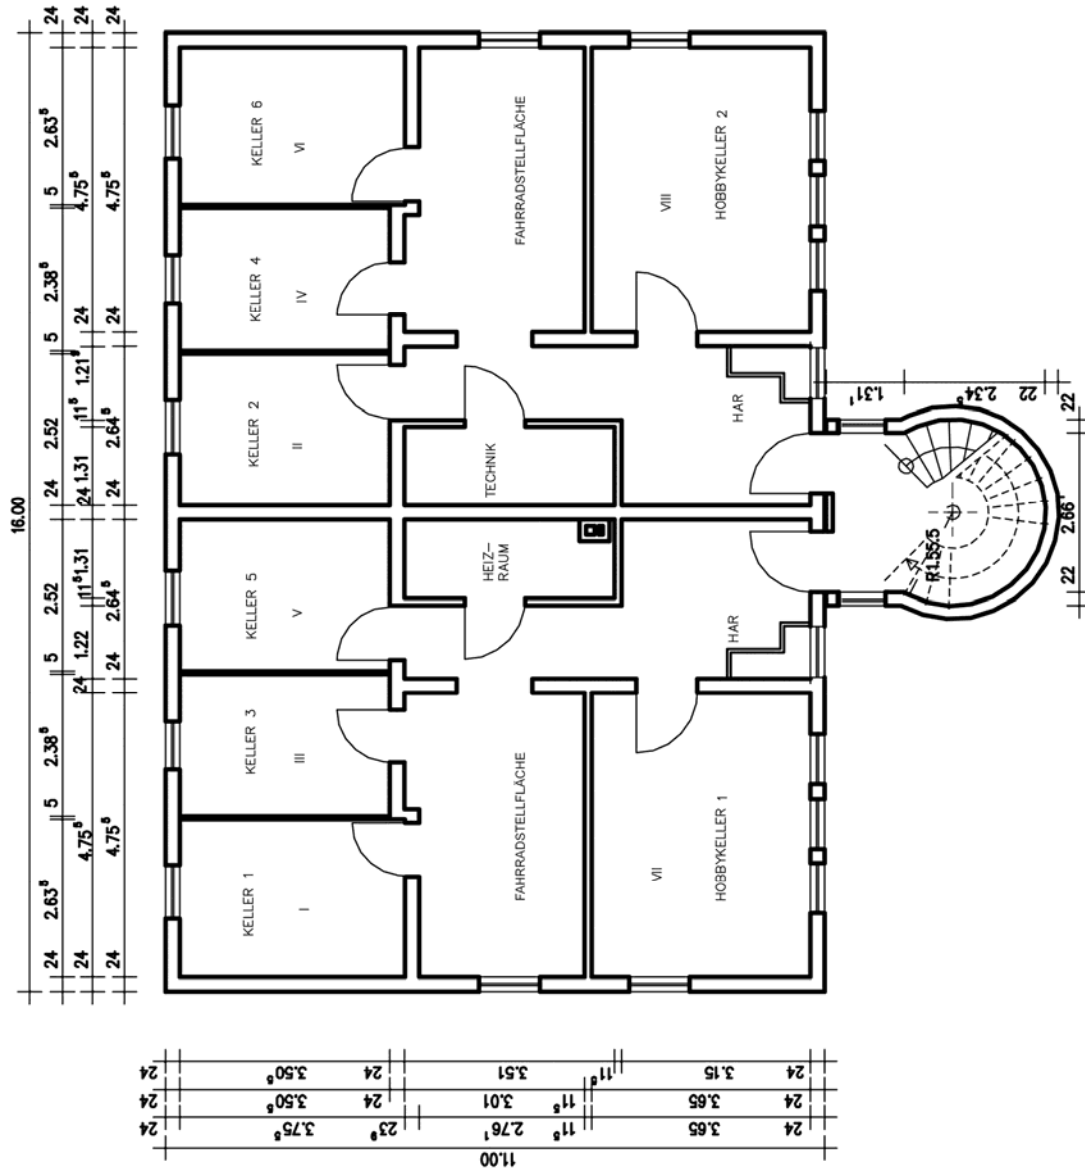 24
24
24
2.63⁵
4.75⁵
4.75⁵
5
2.38⁵
24
24
5
1.21⁹
11⁵
2.64⁵
2.52
1.31
24
24
24
16.00
1.31
11⁵
2.64⁵
2.52
1.22
24
24
5
2.38⁵
5
4.75⁵
4.75⁵
2.63⁵
24
24
24
KELLER 6
VI
KELLER 4
IV
KELLER 2
II
KELLER 5
V
KELLER 3
III
KELLER 1
I
FAHRRADSTELLFLÄCHE
TECHNIK
HEIZ-
RAUM
FAHRRADSTELLFLÄCHE
VIII
HOBBYKELLER 2
HAR
HAR
VII
HOBBYKELLER 1
1.31¹
2.34⁵
22
22
2.66¹
22
R1.55.5
24
3.50⁵
24
3.51
11⁵
3.15
24
24
3.50⁵
24
3.01
11⁵
3.65
24
24
3.75⁵
23⁹
2.76¹
11⁵
3.65
24
11.00